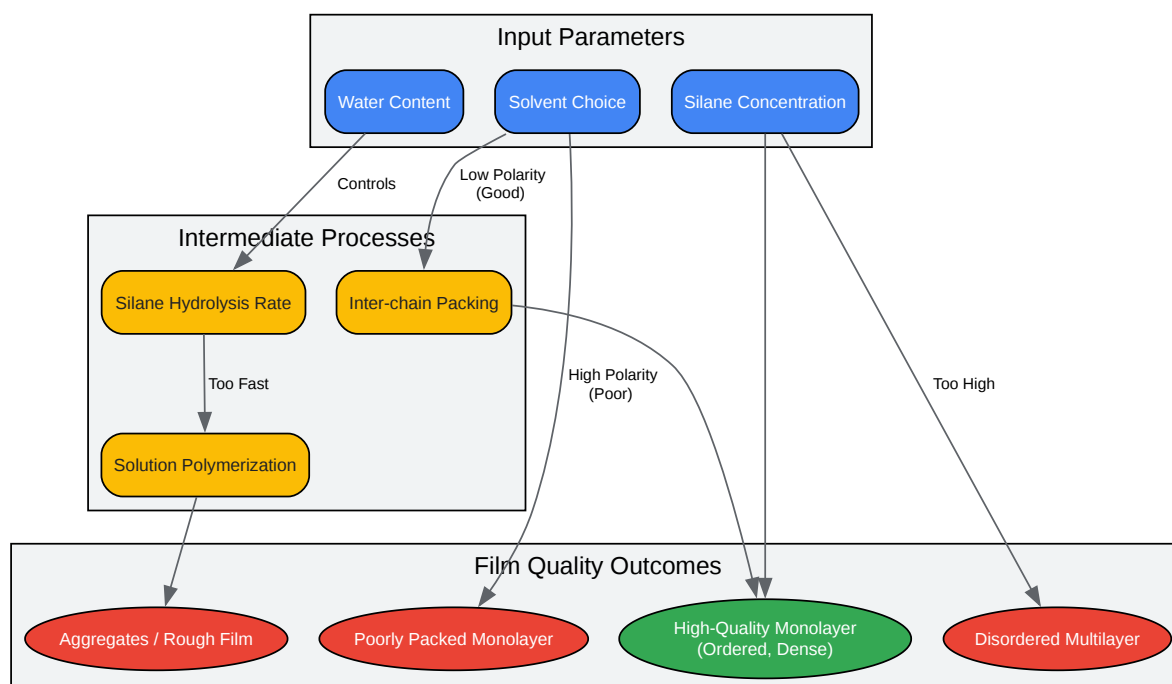 Input Parameters
Water Content
Solvent Choice
Silane Concentration
Controls
Low Polarity
(Good)
Intermediate Processes
Silane Hydrolysis Rate
Inter-chain Packing
Too Fast
High Polarity
(Poor)
Too High
Solution Polymerization
Film Quality Outcomes
Aggregates / Rough Film
Poorly Packed Monolayer
High-Quality Monolayer
(Ordered, Dense)
Disordered Multilayer